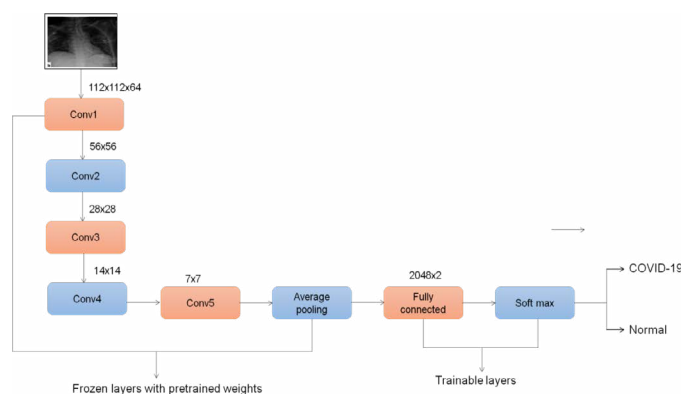 112x112x64
Conv1
56x56
Conv2
28x28
Conv3
14x14
Conv4
7x7
Conv5
Average
pooling
2048x2
Fully
connected
Soft max
COVID-19
Normal
Frozen layers with pretrained weights
Trainable layers